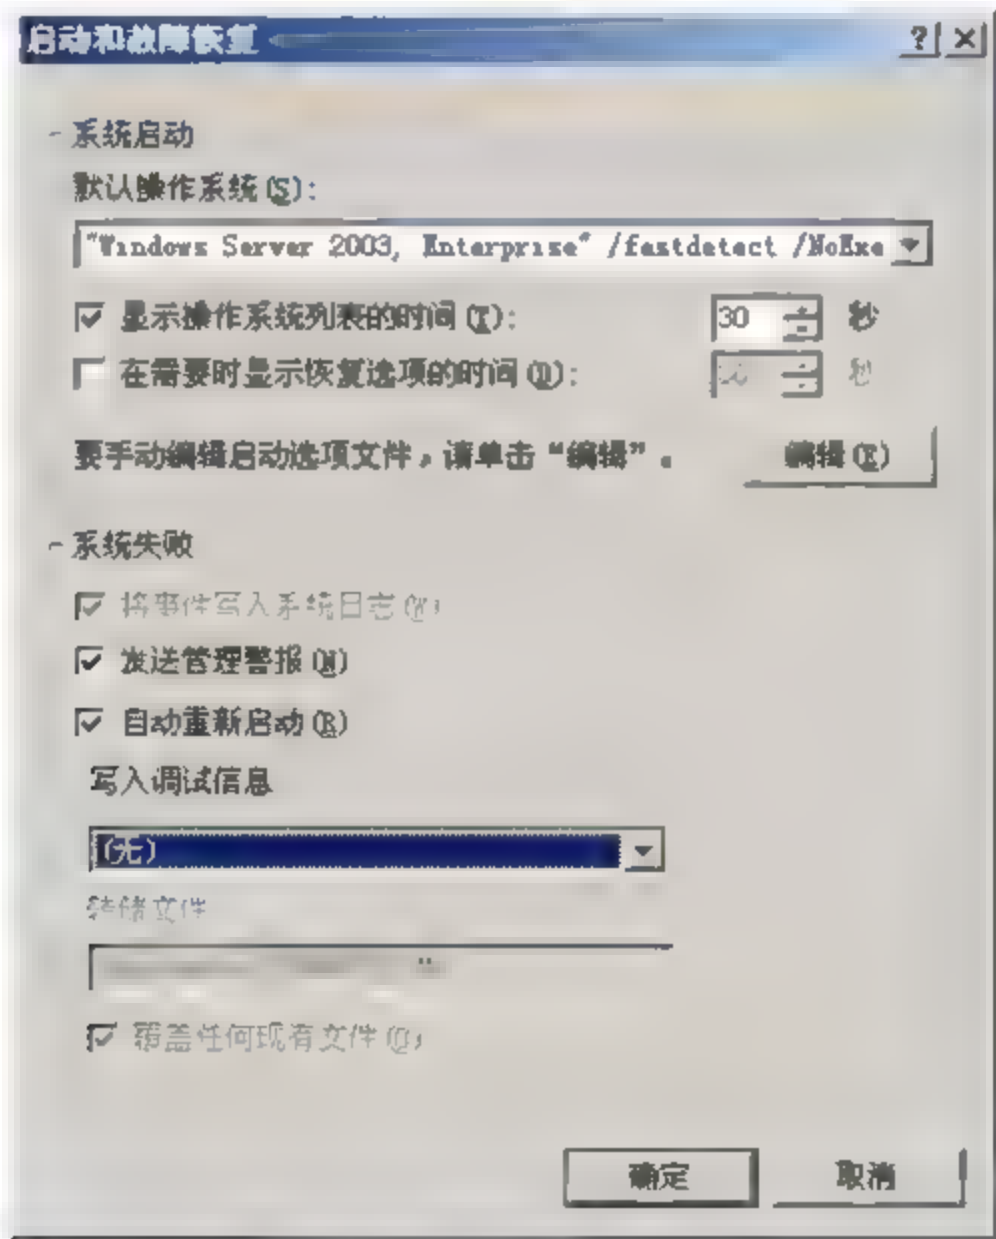 启动和故障恢复
系统启动
默认操作系统(S):
"Windows Server 2003, Enterprise" /fastdetect /NoExe
显示操作系统列表的时间(T): 30 秒
在需要时显示恢复选项的时间(D): 秒
要手动编辑启动选项文件，请单击“编辑”。 编辑(E)
系统失败
将事件写入系统日志(W)
发送管理警报(N)
自动重新启动(R)
写入调试信息
(无)
转储文件
覆盖任何现有文件(O)
确定 取消